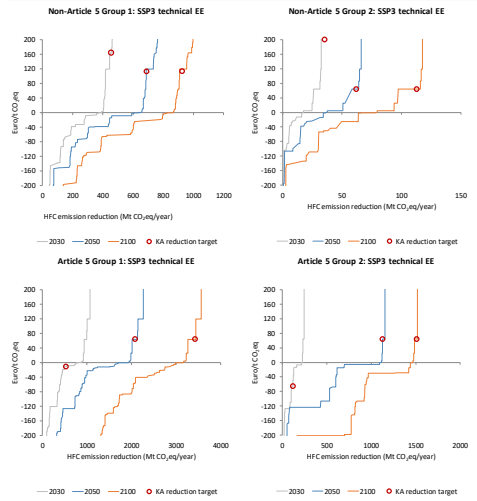 Non-Article 5 Group 1: SSP3 technical EE
Euro/t CO₂eq
200
160
120
80
40
0
-40
-80
-120
-160
-200
0 200 400 600 800 1000 1200
HFC emission reduction (Mt CO₂eq/year)
2030 2050 2100 KA reduction target
Non-Article 5 Group 2: SSP3 technical EE
Euro/t CO₂eq
200
160
120
80
40
0
-40
-80
-120
-160
-200
0 50 100 150
HFC emission reduction (Mt CO₂eq/year)
2030 2050 2100 KA reduction target
Article 5 Group 1: SSP3 technical EE
Euro/t CO₂eq
200
160
120
80
40
0
-40
-80
-120
-160
-200
0 1000 2000 3000 4000
HFC emission reduction (Mt CO₂eq/year)
2030 2050 2100 KA reduction target
Article 5 Group 2: SSP3 technical EE
Euro/t CO₂eq
200
160
120
80
40
0
-40
-80
-120
-160
-200
0 500 1000 1500 2000
HFC emission reduction (Mt CO₂eq/year)
2030 2050 2100 KA reduction target